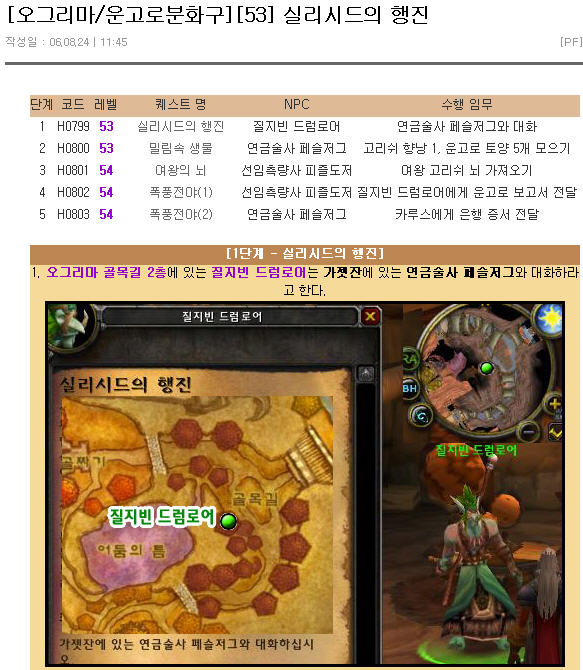 [오그리마/운고로분화구][53] 실리시드의 행진
작성일 : 06,08,24 | 11:45 [PF]
단계 코드 레벨 퀘스트 명 NPC 수행 임무
1 H0799 53 실리시드의 행진 질지빈 드럼로어 연금술사 페슬저그와 대화
2 H0800 53 밀림속 생물 연금술사 페슬저그 고리쉬 향낭 1, 운고로 토양 5개 모으기
3 H0801 54 여왕의 뇌 선임측량사 피즐도저 여왕 고리쉬 뇌 가져오기
4 H0802 54 폭풍전야(1) 선임측량사 피즐도저 질지빈 드럼로어에게 운고로 보고서 전달
5 H0803 54 폭풍전야(2) 연금술사 페슬저그 카루스에게 은행 증서 전달
[1단계 - 실리시드의 행진]
1. 오그리마 골목길 2층에 있는 질지빈 드럼로어는 가젯잔에 있는 연금술사 페슬저그와 대화하라
고 한다.
질지빈 드럼로어
실리시드의 행진
골짜기
골목길
질지빈 드럼로어
어둠의 틈
가젯잔에 있는 연금술사 페슬저그와 대화하십시
오.
RA
BH
질지빈 드럼로어